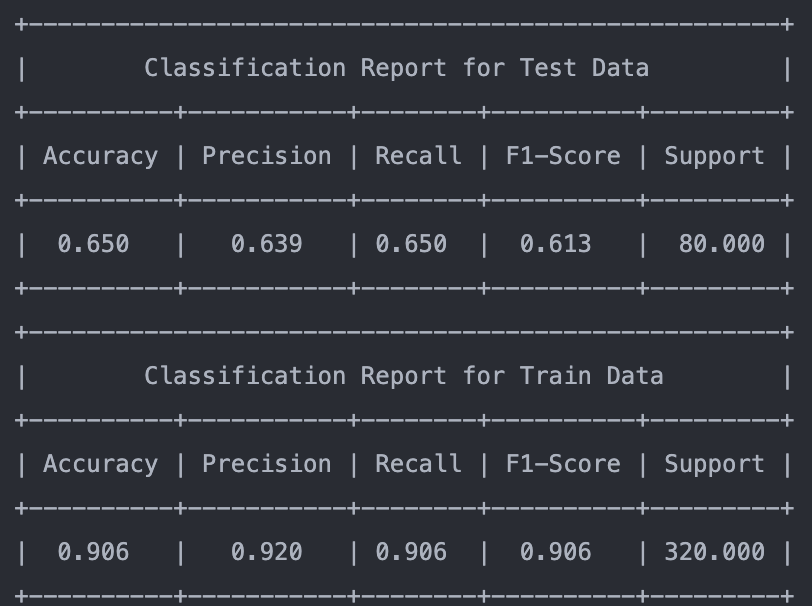 +-----------------------------------------------------+
|        Classification Report for Test Data         |
+----------+-----------+--------+----------+---------+
| Accuracy | Precision | Recall | F1-Score | Support |
+----------+-----------+--------+----------+---------+
|  0.650   |   0.639   | 0.650  |  0.613   |  80.000 |
+----------+-----------+--------+----------+---------+
+-----------------------------------------------------+
|        Classification Report for Train Data        |
+----------+-----------+--------+----------+---------+
| Accuracy | Precision | Recall | F1-Score | Support |
+----------+-----------+--------+----------+---------+
|  0.906   |   0.920   | 0.906  |  0.906   | 320.000 |
+----------+-----------+--------+----------+---------+